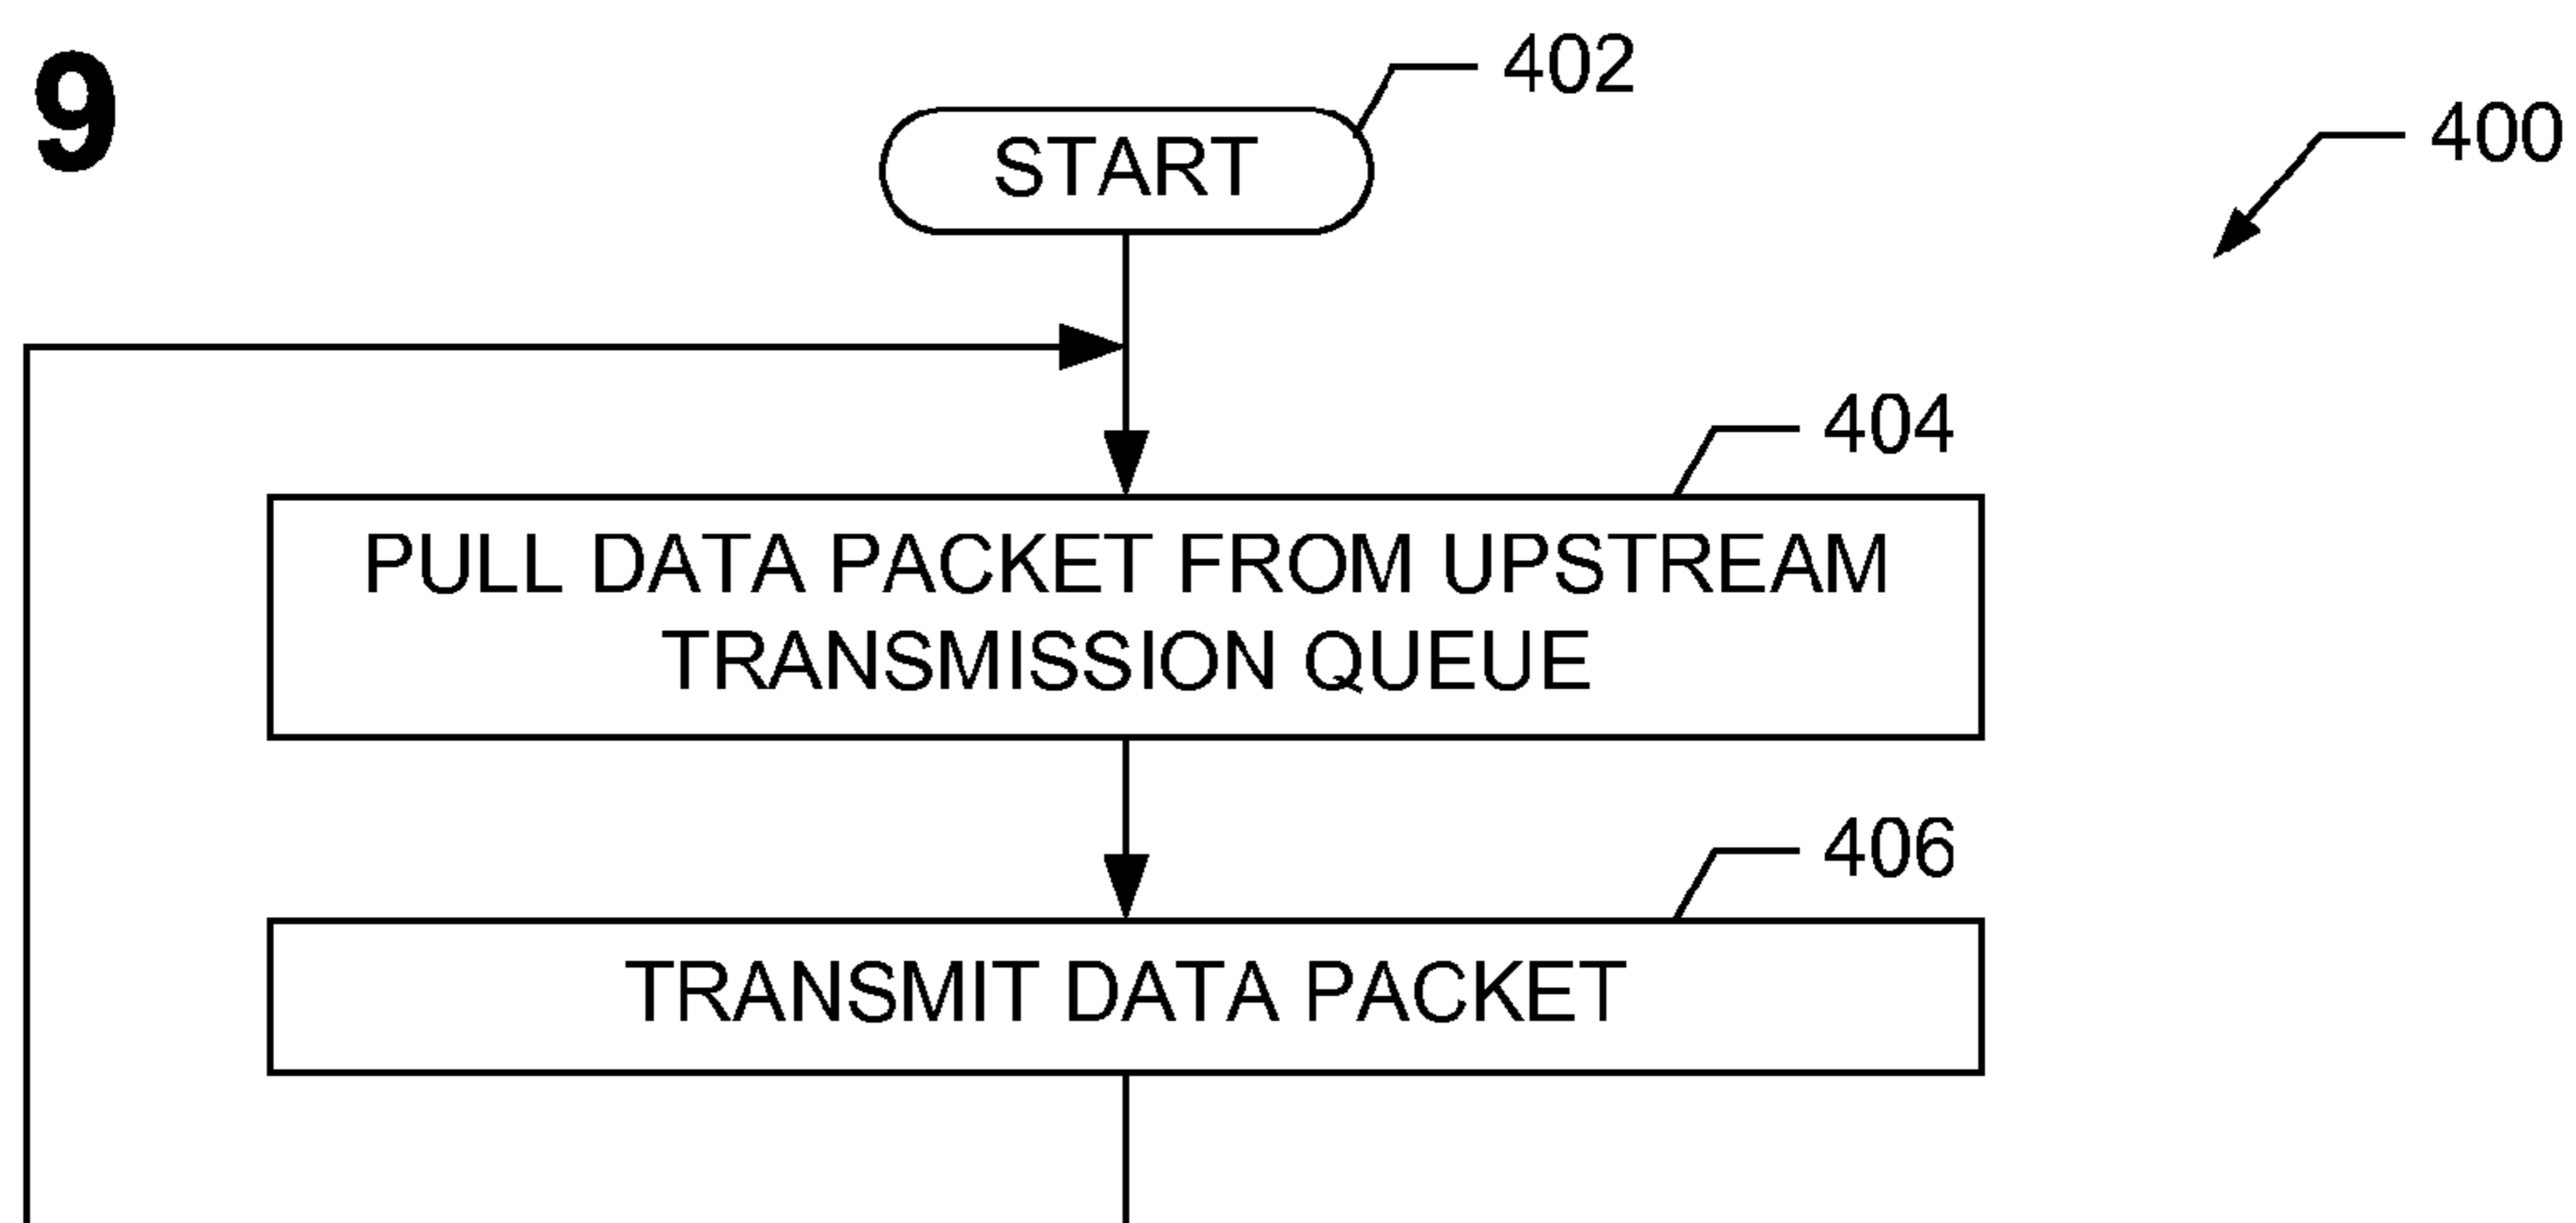 9
402
START
400
404
PULL DATA PACKET FROM UPSTREAM
TRANSMISSION QUEUE
406
TRANSMIT DATA PACKET